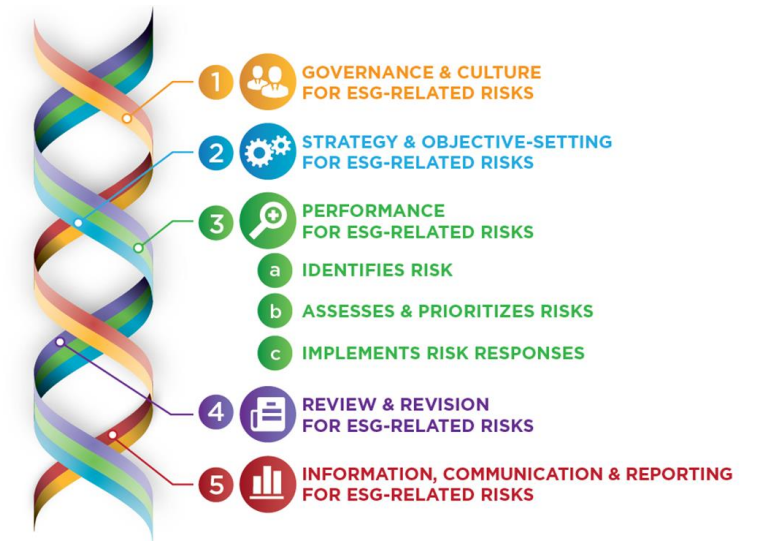 1 GOVERNANCE & CULTURE
FOR ESG-RELATED RISKS
2 STRATEGY & OBJECTIVE-SETTING
FOR ESG-RELATED RISKS
3 PERFORMANCE
FOR ESG-RELATED RISKS
a IDENTIFIES RISK
b ASSESSES & PRIORITIZES RISKS
c IMPLEMENTS RISK RESPONSES
4 REVIEW & REVISION
FOR ESG-RELATED RISKS
5 INFORMATION, COMMUNICATION & REPORTING
FOR ESG-RELATED RISKS